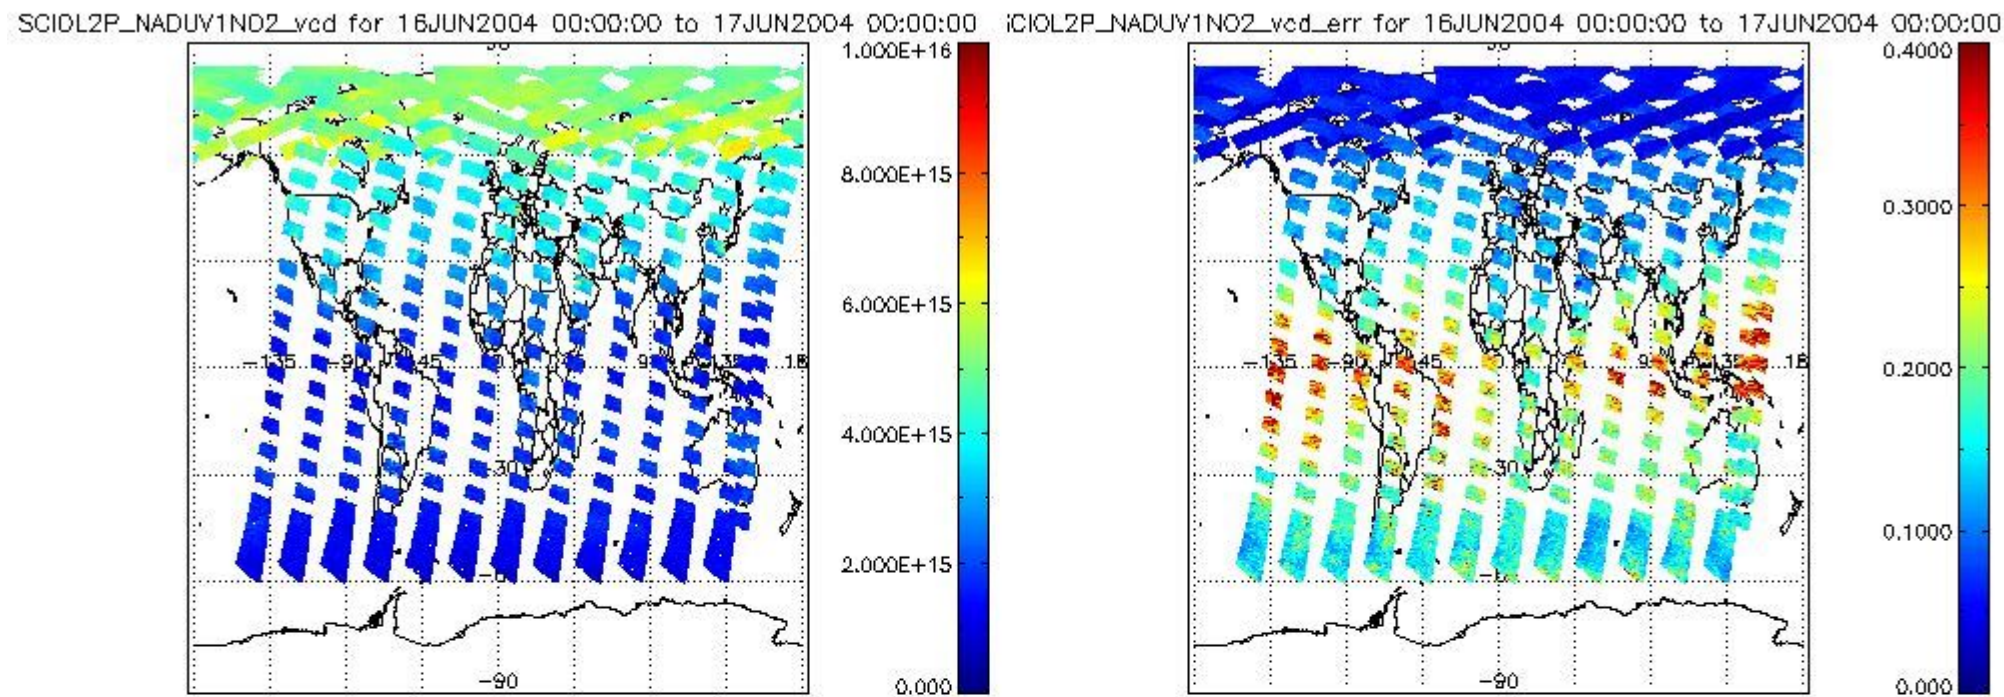 SCIOL2P_NADUV1NO2_vcd for 16JUN2004 00:00:00 to 17JUN2004 00:00:00
1.000E+16
8.000E+15
6.000E+15
4.000E+15
2.000E+15
0.000
-135 -90 -45 0 90 135 18
-30
-90
iCIOL2P_NADUV1NO2_vcd_err for 16JUN2004 00:00:00 to 17JUN2004 00:00:00
0.4000
0.3000
0.2000
0.1000
0.000
-135 -90 45 135 18
-30
-90